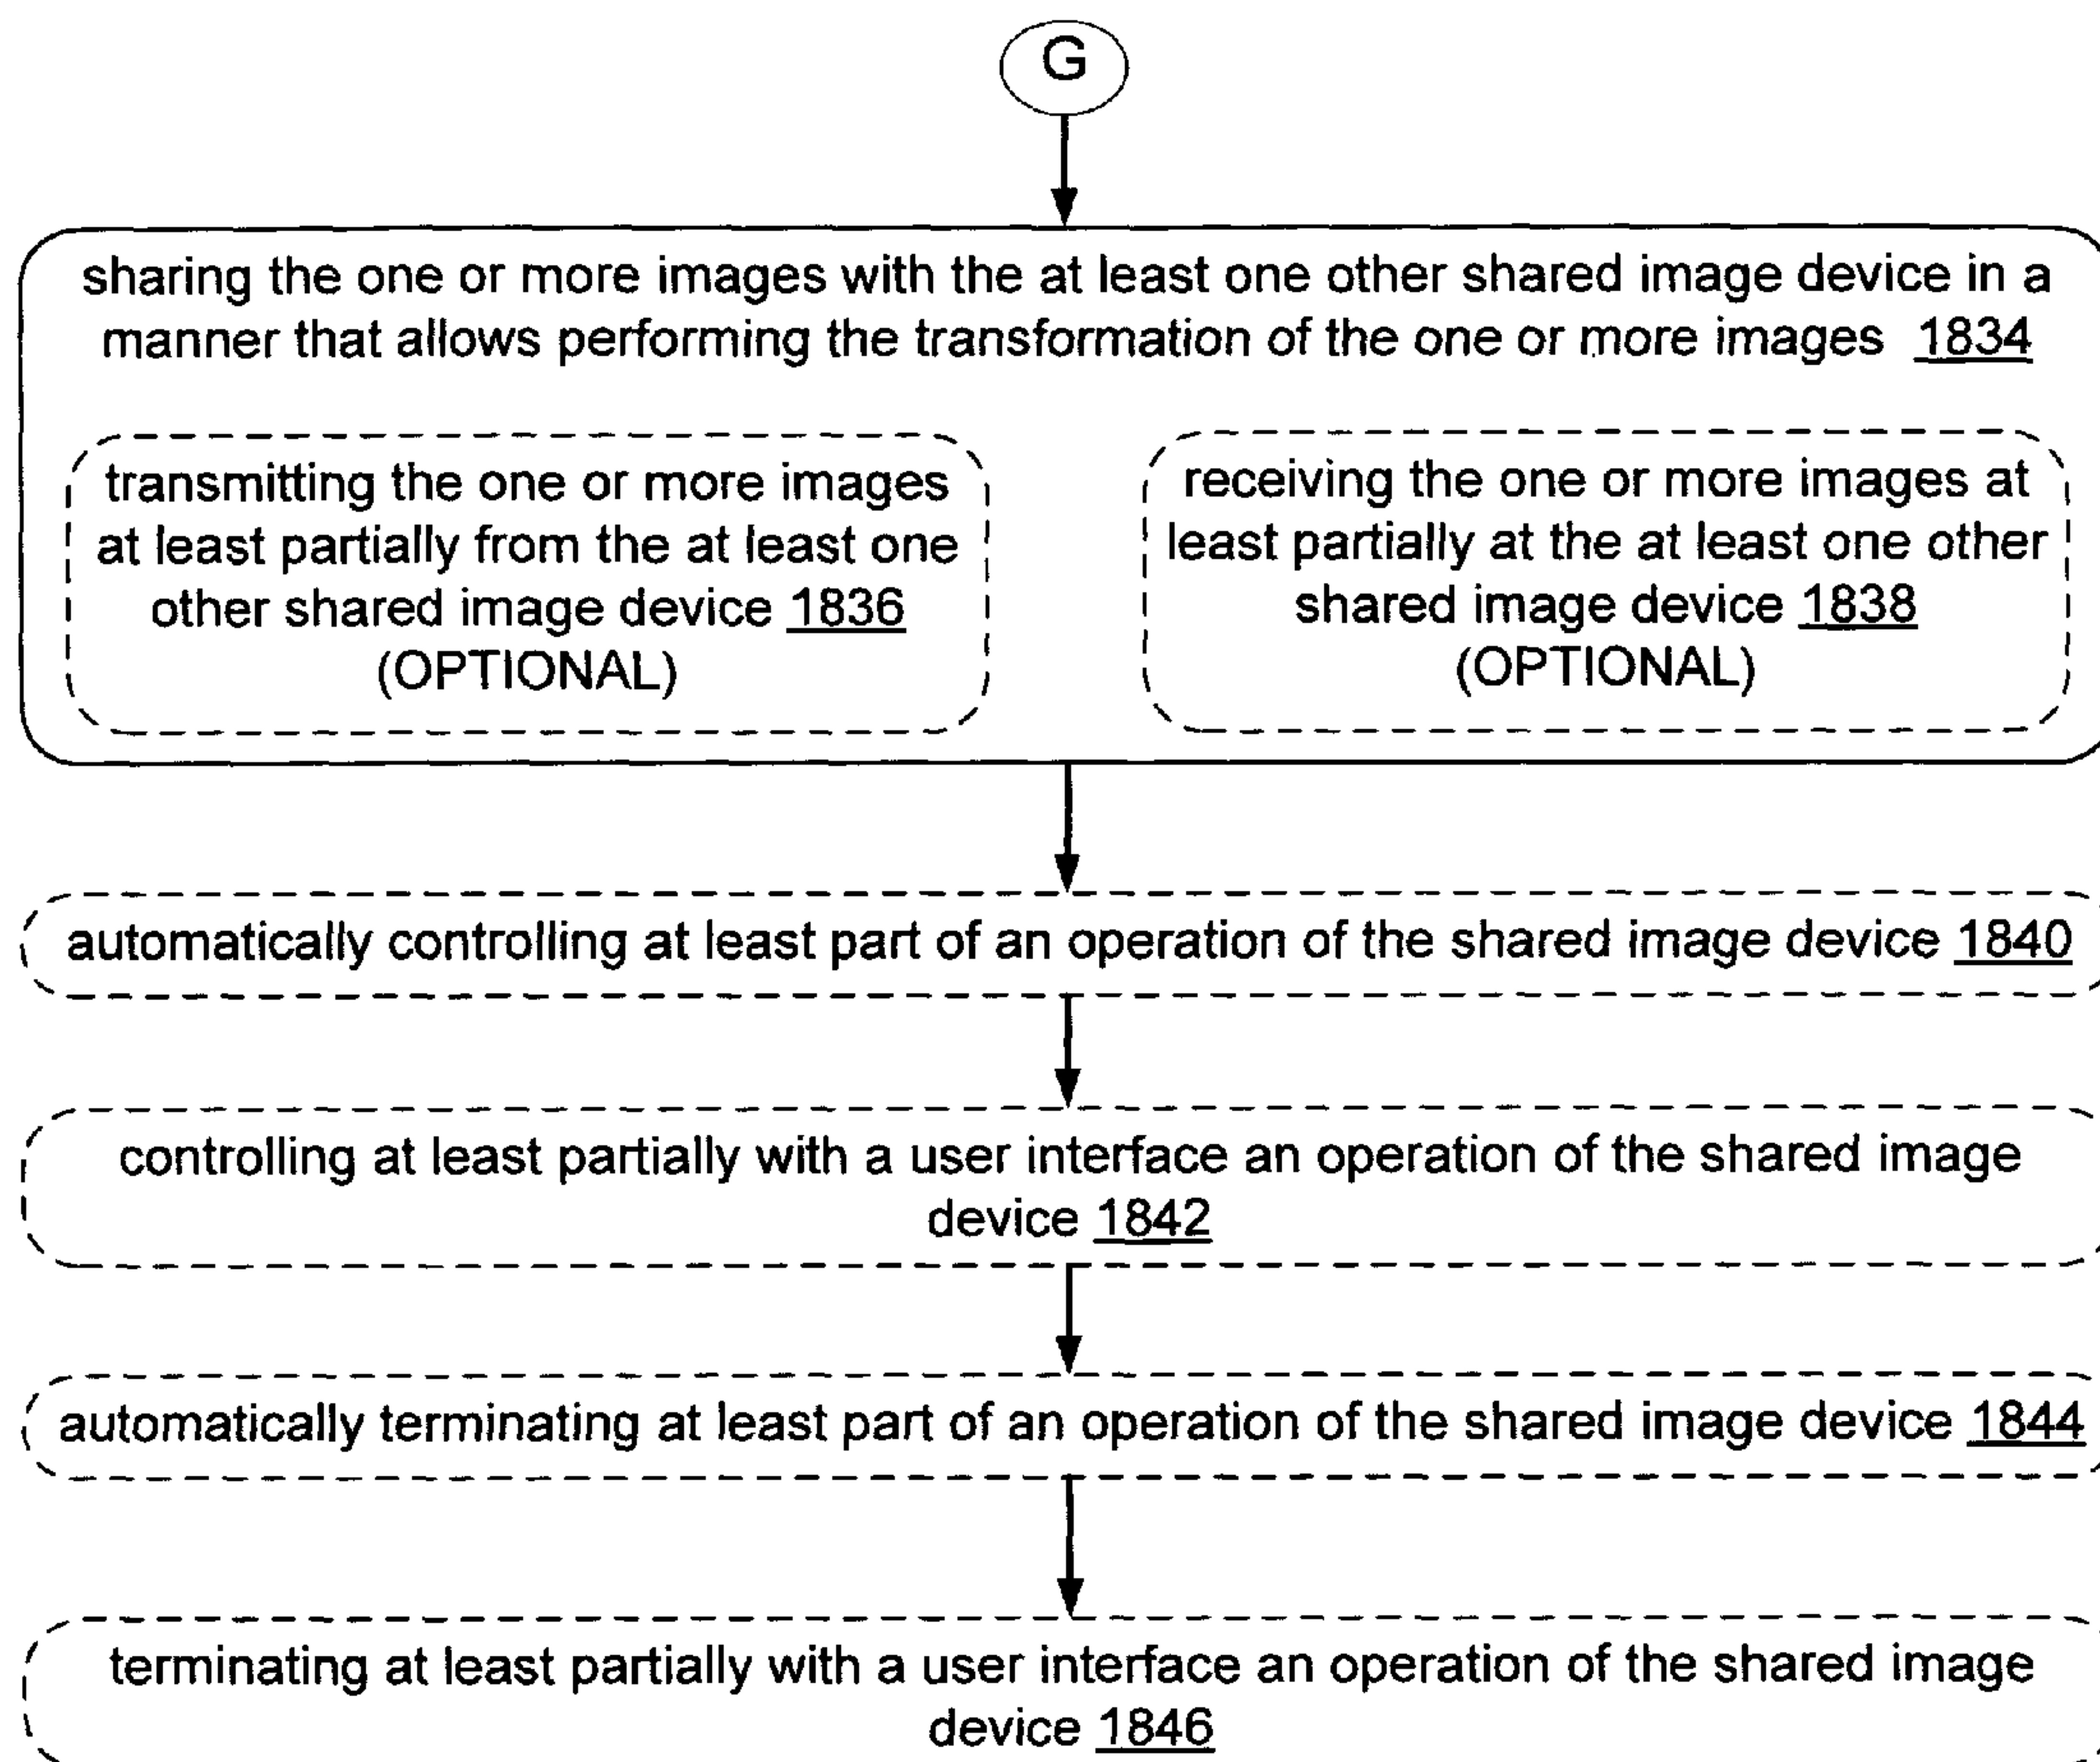 G
sharing the one or more images with the at least one other shared image device in a
manner that allows performing the transformation of the one or more images 1834
transmitting the one or more images
at least partially from the at least one
other shared image device 1836
(OPTIONAL)
receiving the one or more images at
least partially at the at least one other
shared image device 1838
(OPTIONAL)
automatically controlling at least part of an operation of the shared image device 1840
controlling at least partially with a user interface an operation of the shared image
device 1842
automatically terminating at least part of an operation of the shared image device 1844
terminating at least partially with a user interface an operation of the shared image
device 1846